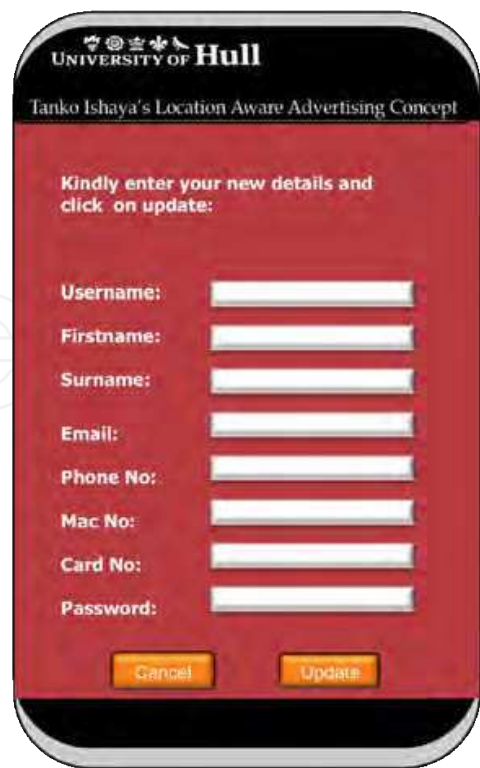 UNIVERSITY OF Hull
Tanko Ishaya's Location Aware Advertising Concept
Kindly enter your new details and
click on update:
Username:
Firstname:
Surname:
Email:
Phone No:
Mac No:
Card No:
Password:
Cancel Update